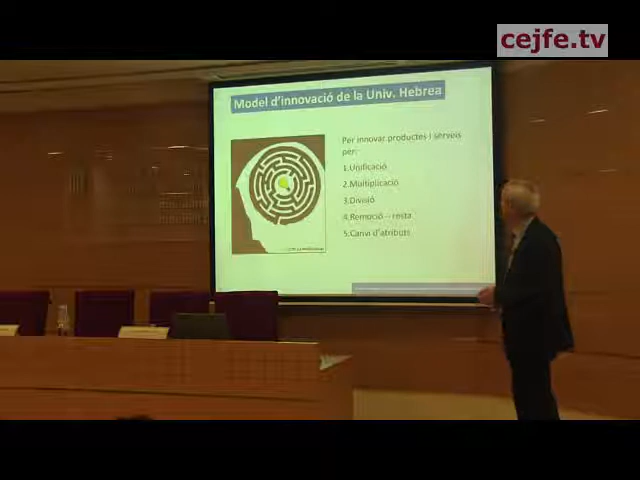 cejfe.tv
Model d'innovació de la Univ. Hebrea
Per innovar productes i serveis
per:
1.Unificació
2.Multiplicació
3.Divisió
4.Remoció – resta
5.Canvi d'atributs